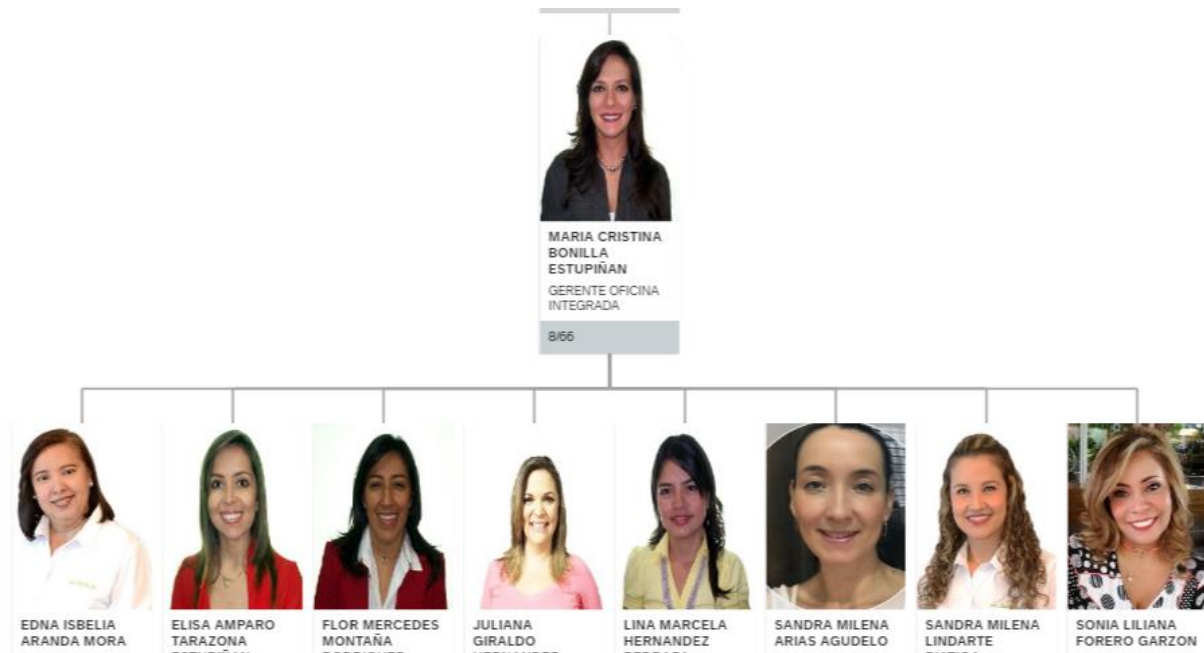 MARIA CRISTINA
BONILLA
ESTUPIÑAN
GERENTE OFICINA
INTEGRADA
8/66
EDNA ISBELIA
ARANDA MORA
ELISA AMPARO
TARAZONA
FLOR MERCEDES
MONTAÑA
JULIANA
GIRALDO
LINA MARCELA
HERNANDEZ
SANDRA MILENA
ARIAS AGUDELO
SANDRA MILENA
LINDARTE
SONIA LILIANA
FORERO GARZON